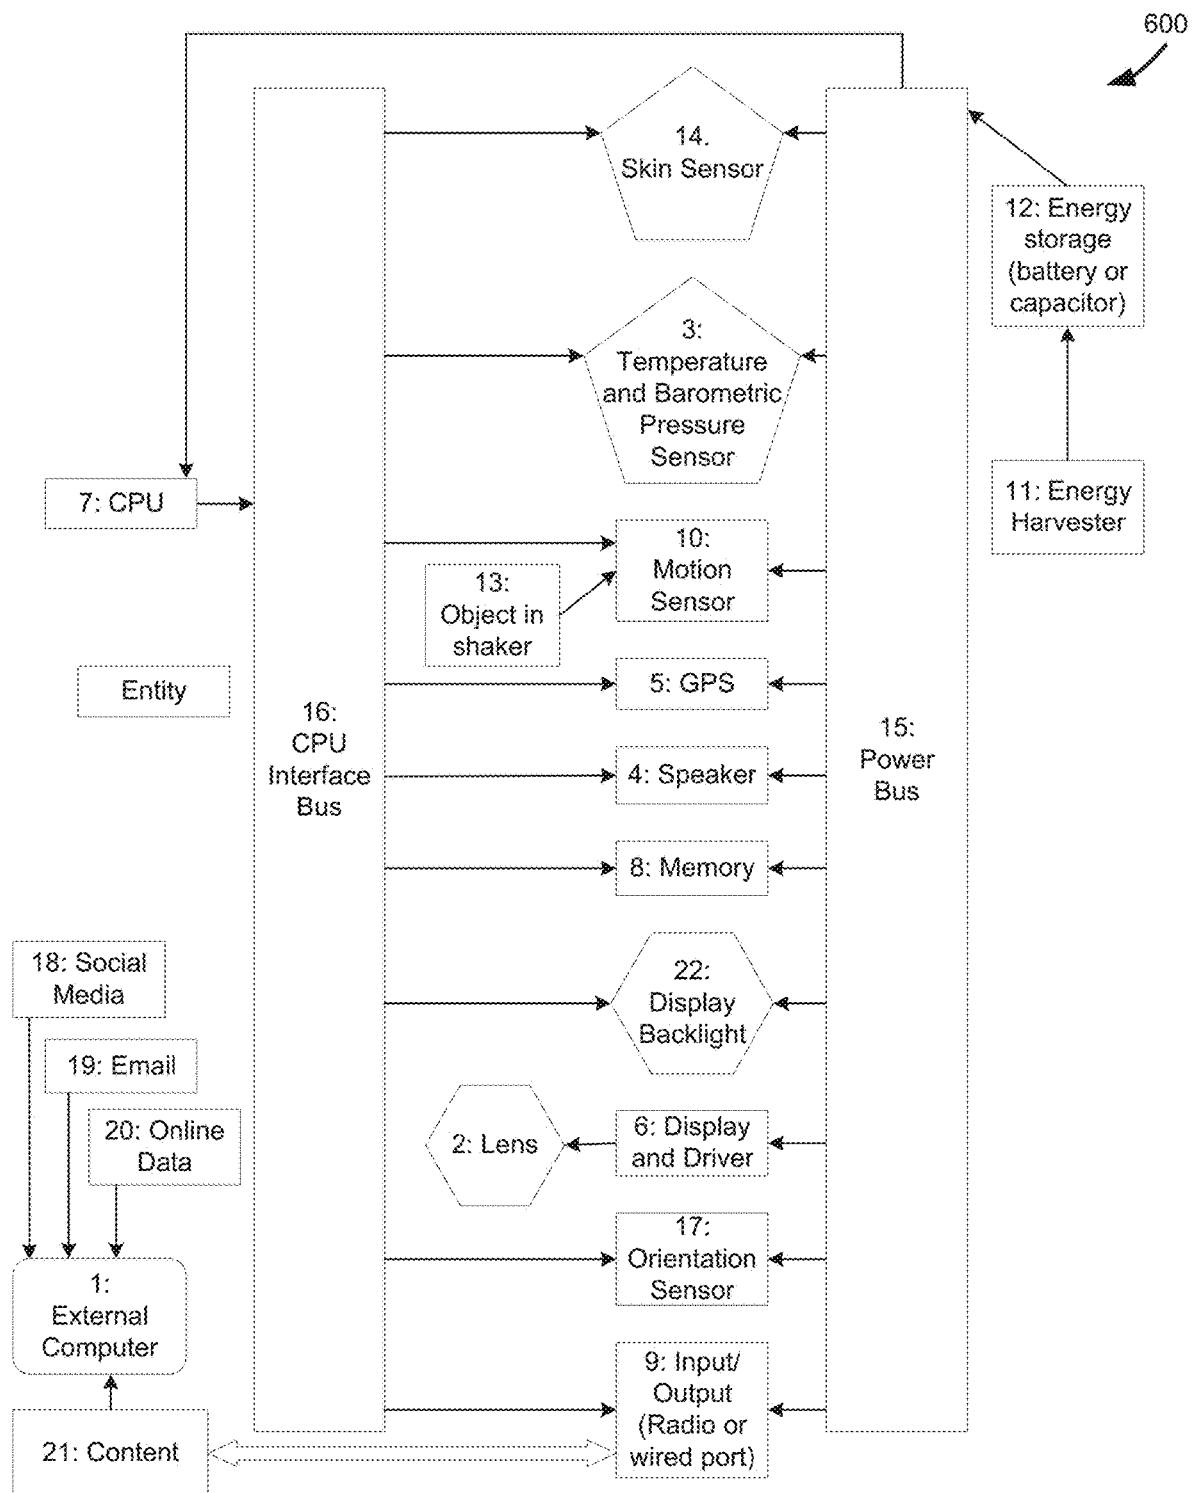 600
14.
Skin Sensor
12: Energy
storage
(battery or
capacitor)
3:
Temperature
and Barometric
Pressure
Sensor
7: CPU
11: Energy
Harvester
10:
Motion
Sensor
13:
Object in
shaker
Entity
5: GPS
16:
CPU
Interface
Bus
15:
Power
Bus
4: Speaker
8: Memory
18: Social
Media
22:
Display
Backlight
19: Email
20: Online
Data
2: Lens
6: Display
and Driver
17:
Orientation
Sensor
1:
External
Computer
9: Input/
Output
(Radio or
wired port)
21: Content